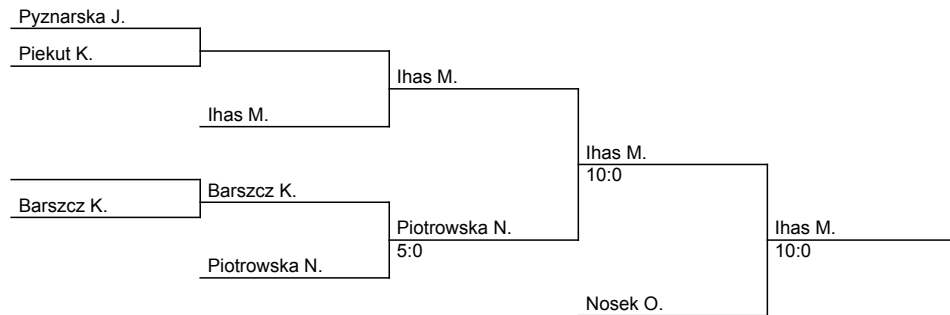 Pyznarska J.
Piekut K.
Ihas M.
Ihas M.
Ihas M.
10:0
Barszcz K.
Barszcz K.
Piotrowska N.
5:0
Ihas M.
10:0
Piotrowska N.
Nosek O.